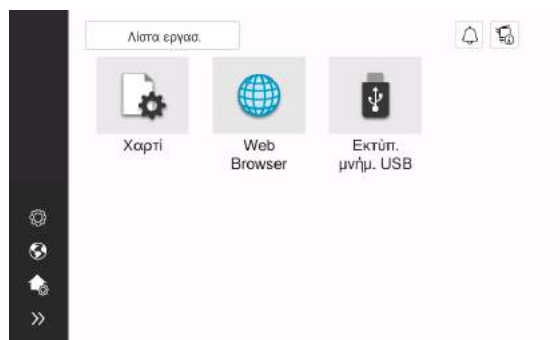 Λίστα εργασ.
Χαρτί
Web
Browser
Εκτύπ.
μνήμ. USB